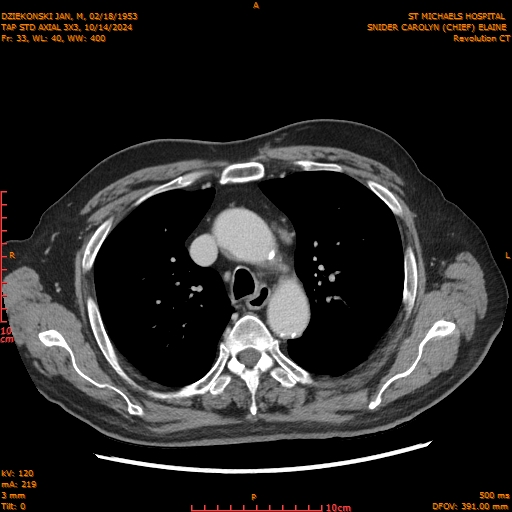 A
DZIEKONSKI JAN, M, 02/18/1953
TAP STD AXIAL 3X3, 10/14/2024
Fr: 33, WL: 40, WW: 400
ST MICHAELS HOSPITAL
SNIDER CAROLYN (CHIEF) ELAINE
Revolution CT
R
L
10
cm
kV: 120
mA: 219
3 mm
Tilt: 0
P
10cm
500 ms
DFOV: 391.00 mm